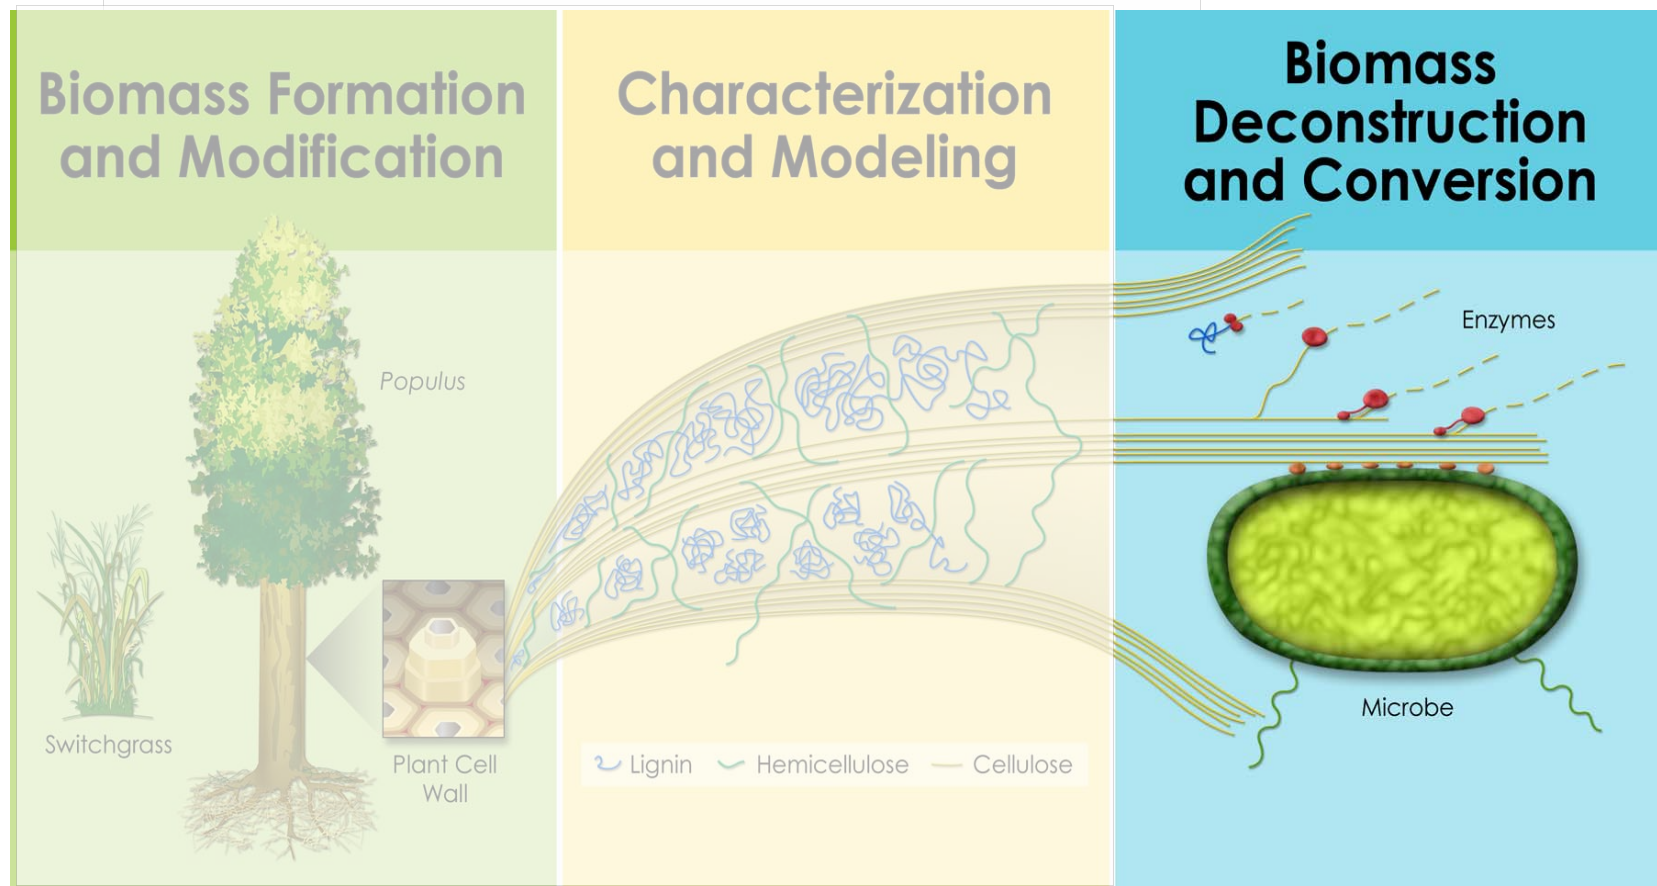 Biomass Formation
and Modification
Populus
Switchgrass
Plant Cell
Wall
Characterization
and Modeling
Lignin
Hemicellulose
Cellulose
Biomass
Deconstruction
and Conversion
Enzymes
Microbe